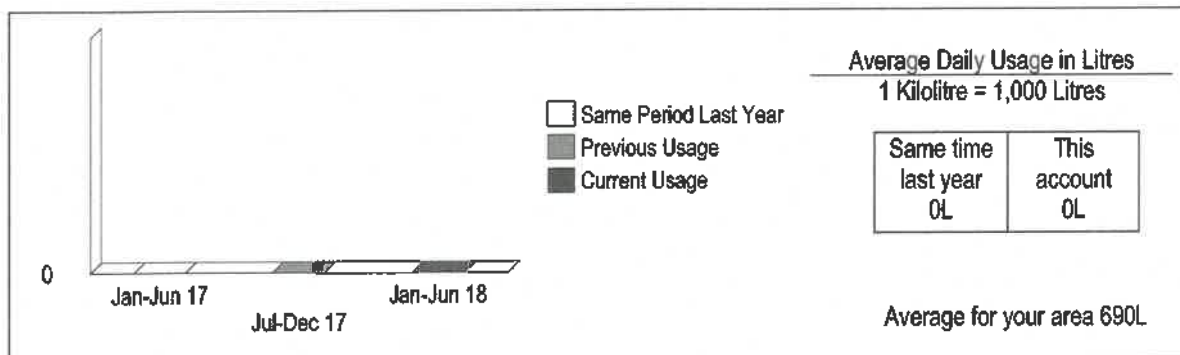 0
Jan-Jun 17
Jul-Dec 17
Jan-Jun 18
Same Period Last Year
Previous Usage
Current Usage
Average Daily Usage in Litres
1 Kilolitre = 1,000 Litres
Same time
last year
0L
This
account
0L
Average for your area 690L